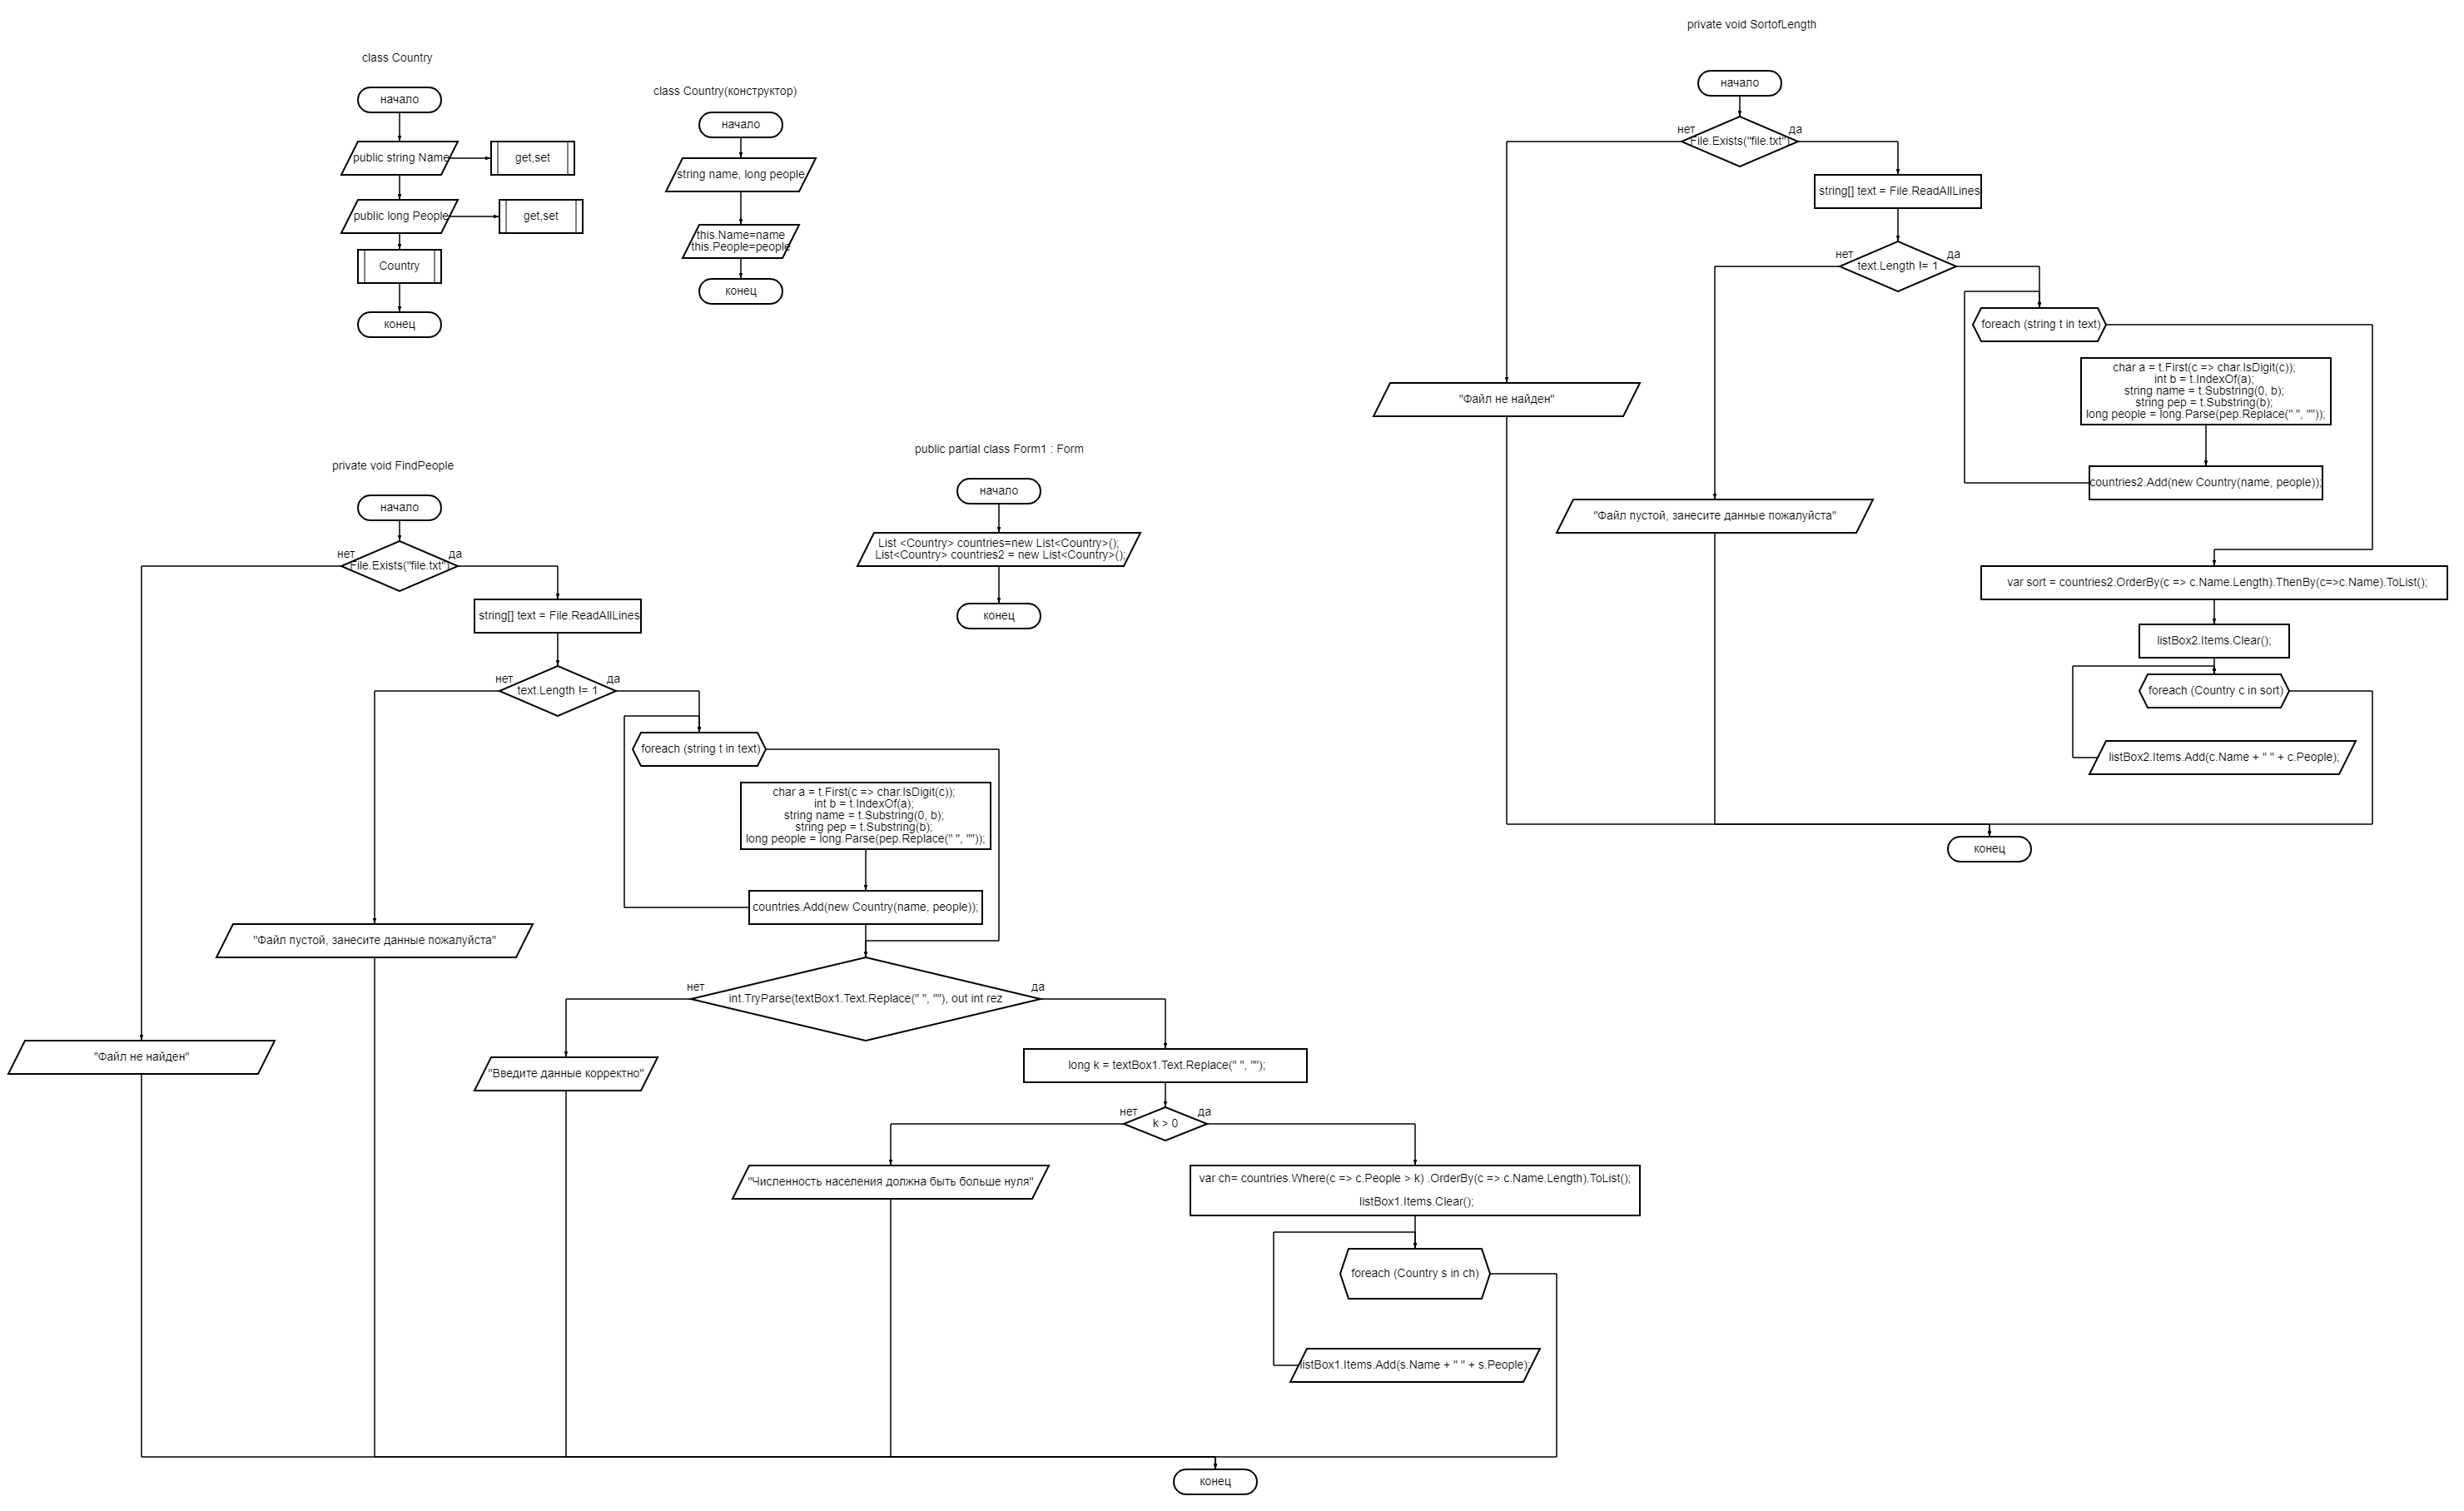 class Country
начало
public string Name
get,set
public long People
get,set
Country
конец
class Country(конструктор)
начало
string name, long people
this.Name=name
this.People=people
конец
private void SortofLength
начало
нет
да
File.Exists("file.txt")
string[] text = File.ReadAllLines
нет
да
text.Length != 1
foreach (string t in text)
char a = t.First(c => char.IsDigit(c));
int b = t.IndexOf(a);
string name = t.Substring(0, b);
string pep = t.Substring(b);
long people = long.Parse(pep.Replace(" ", ""));
"Файл не найден"
countries2.Add(new Country(name, people));
"Файл пустой, занесите данные пожалуйста"
var sort = countries2.OrderBy(c => c.Name.Length).ThenBy(c=>c.Name).ToList();
listBox2.Items.Clear();
foreach (Country c in sort)
listBox2.Items.Add(c.Name + " " + c.People);
конец
public partial class Form1 : Form
начало
List <Country> countries=new List<Country>();
List<Country> countries2 = new List<Country>();
конец
private void FindPeople
начало
нет
да
File.Exists("file.txt")
string[] text = File.ReadAllLines
нет
да
text.Length != 1
foreach (string t in text)
char a = t.First(c => char.IsDigit(c));
int b = t.IndexOf(a);
string name = t.Substring(0, b);
string pep = t.Substring(b);
long people = long.Parse(pep.Replace(" ", ""));
countries.Add(new Country(name, people));
"Файл пустой, занесите данные пожалуйста"
нет
да
int.TryParse(textBox1.Text.Replace(" ", ""), out int rez
"Файл не найден"
"Введите данные корректно"
long k = textBox1.Text.Replace(" ", "");
нет
да
k > 0
"Численность населения должна быть больше нуля"
var ch= countries.Where(c => c.People > k) .OrderBy(c => c.Name.Length).ToList();
listBox1.Items.Clear();
foreach (Country s in ch)
listBox1.Items.Add(s.Name + " " + s.People);
конец